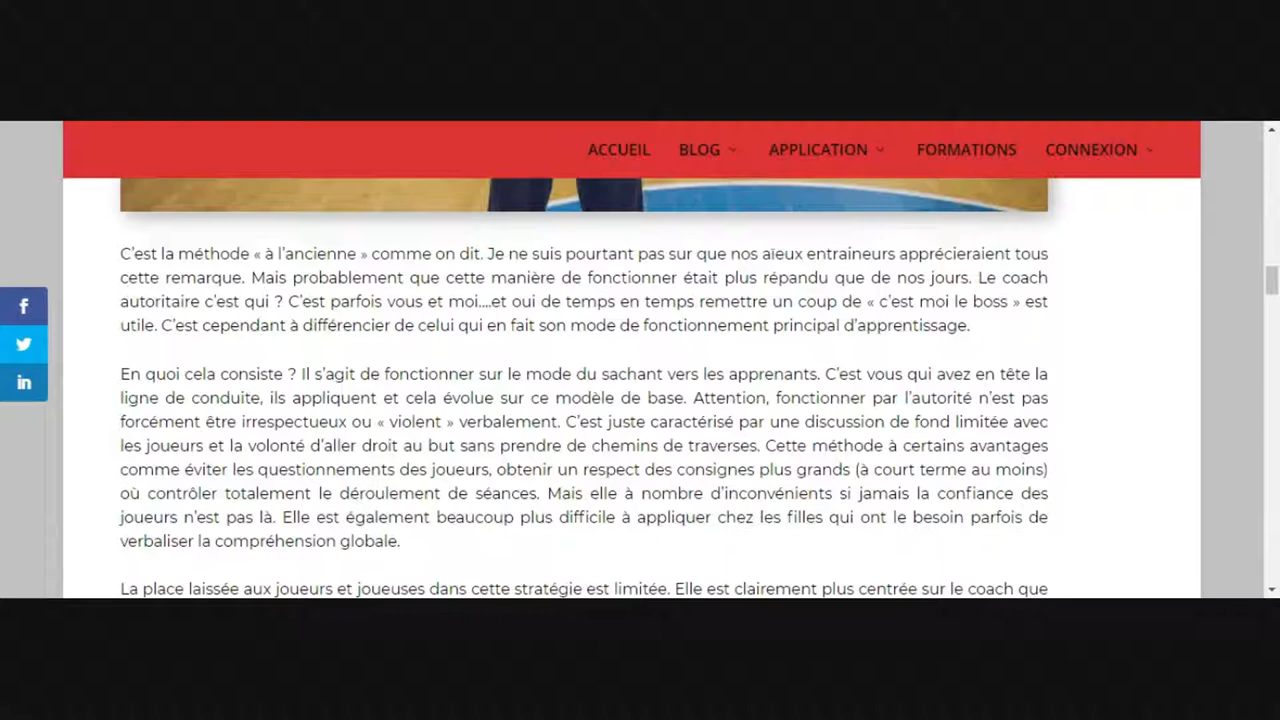 ACCUEIL BLOG APPLICATION FORMATIONS CONNEXION
C'est la méthode « à l'ancienne » comme on dit. Je ne suis pourtant pas sur que nos aïeux entraineurs apprécieraient tous
cette remarque. Mais probablement que cette manière de fonctionner était plus répandu que de nos jours. Le coach
autoritaire c'est qui ? C'est parfois vous et moi....et oui de temps en temps remettre un coup de « c'est moi le boss » est
utile. C'est cependant à différencier de celui qui en fait son mode de fonctionnement principal d'apprentissage.
En quoi cela consiste ? Il s'agit de fonctionner sur le mode du sachant vers les apprenants. C'est vous qui avez en tête la
ligne de conduite, ils appliquent et cela évolue sur ce modèle de base. Attention, fonctionner par l'autorité n'est pas
forcément être irrespectueux ou « violent » verbalement. C'est juste caractérisé par une discussion de fond limitée avec
les joueurs et la volonté d'aller droit au but sans prendre de chemins de traverses. Cette méthode à certains avantages
comme éviter les questionnements des joueurs, obtenir un respect des consignes plus grands (à court terme au moins)
où contrôler totalement le déroulement de séances. Mais elle à nombre d'inconvénients si jamais la confiance des
joueurs n'est pas là. Elle est également beaucoup plus difficile à appliquer chez les filles qui ont le besoin parfois de
verbaliser la compréhension globale.
La place laissée aux joueurs et joueuses dans cette stratégie est limitée. Elle est clairement plus centrée sur le coach que